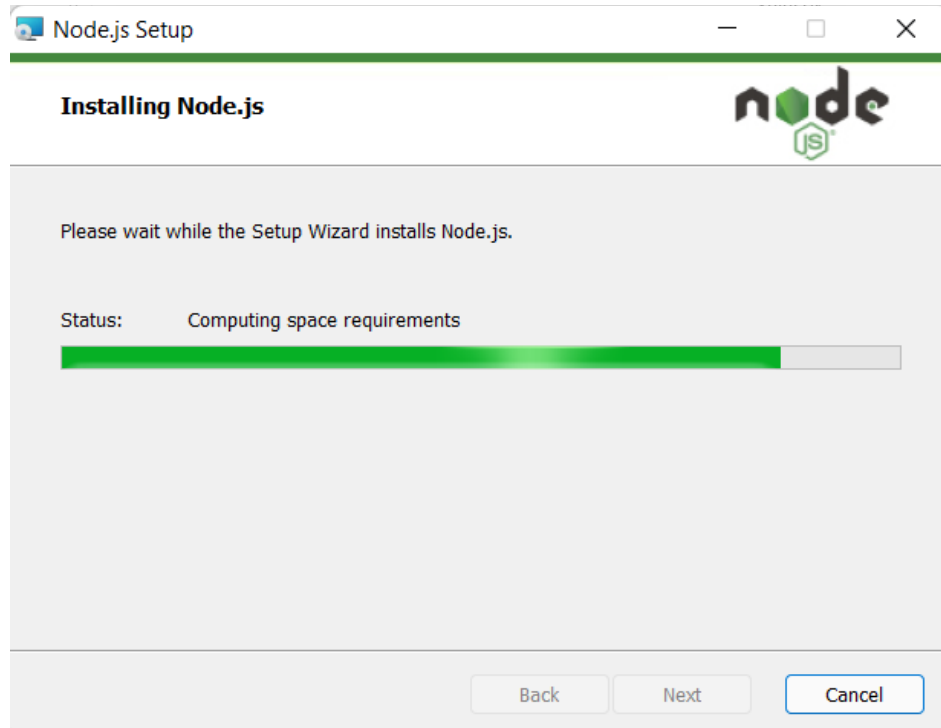 Node.js Setup
Installing Node.js
node
JS
Please wait while the Setup Wizard installs Node.js.
Status: Computing space requirements
Back Next Cancel